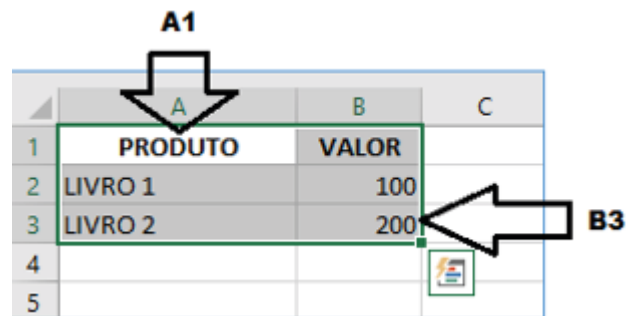 A1
A B C
1 PRODUTO VALOR
2 LIVRO 1 100
3 LIVRO 2 200 B3
4
5